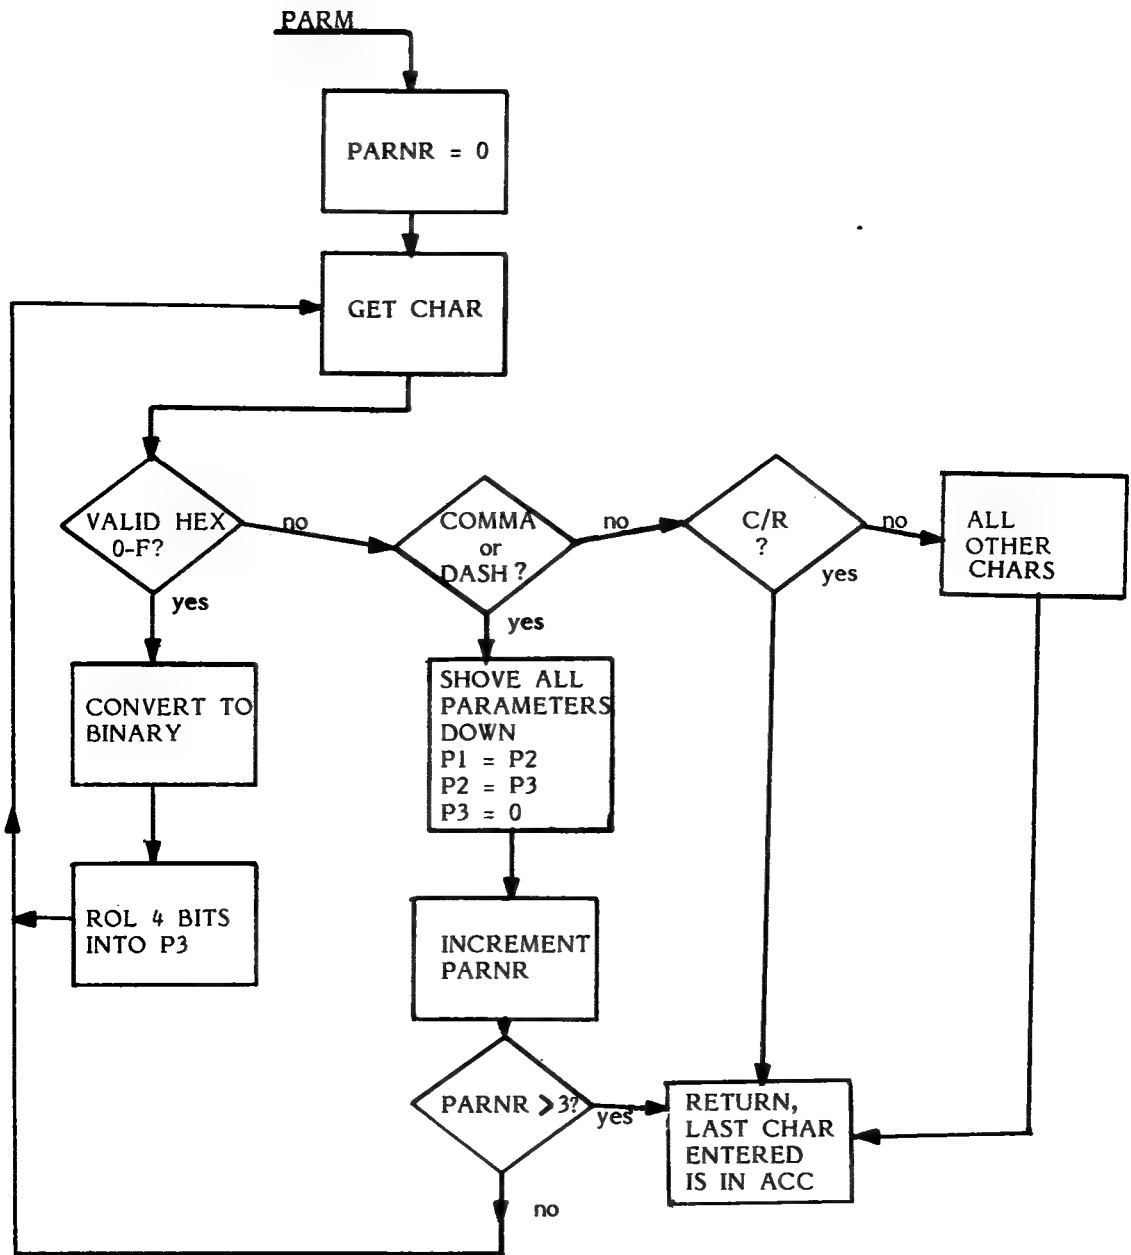 PARM
PARNR = 0
GET CHAR
VALID HEX
0-F?
no
yes
COMMA
or
DASH ?
no
yes
C/R
?
no
yes
ALL
OTHER
CHARS
CONVERT TO
BINARY
SHOVE ALL
PARAMETERS
DOWN
P1 = P2
P2 = P3
P3 = 0
ROL 4 BITS
INTO P3
INCREMENT
PARNR
PARNR > 3?
yes
no
RETURN,
LAST CHAR
ENTERED
IS IN ACC